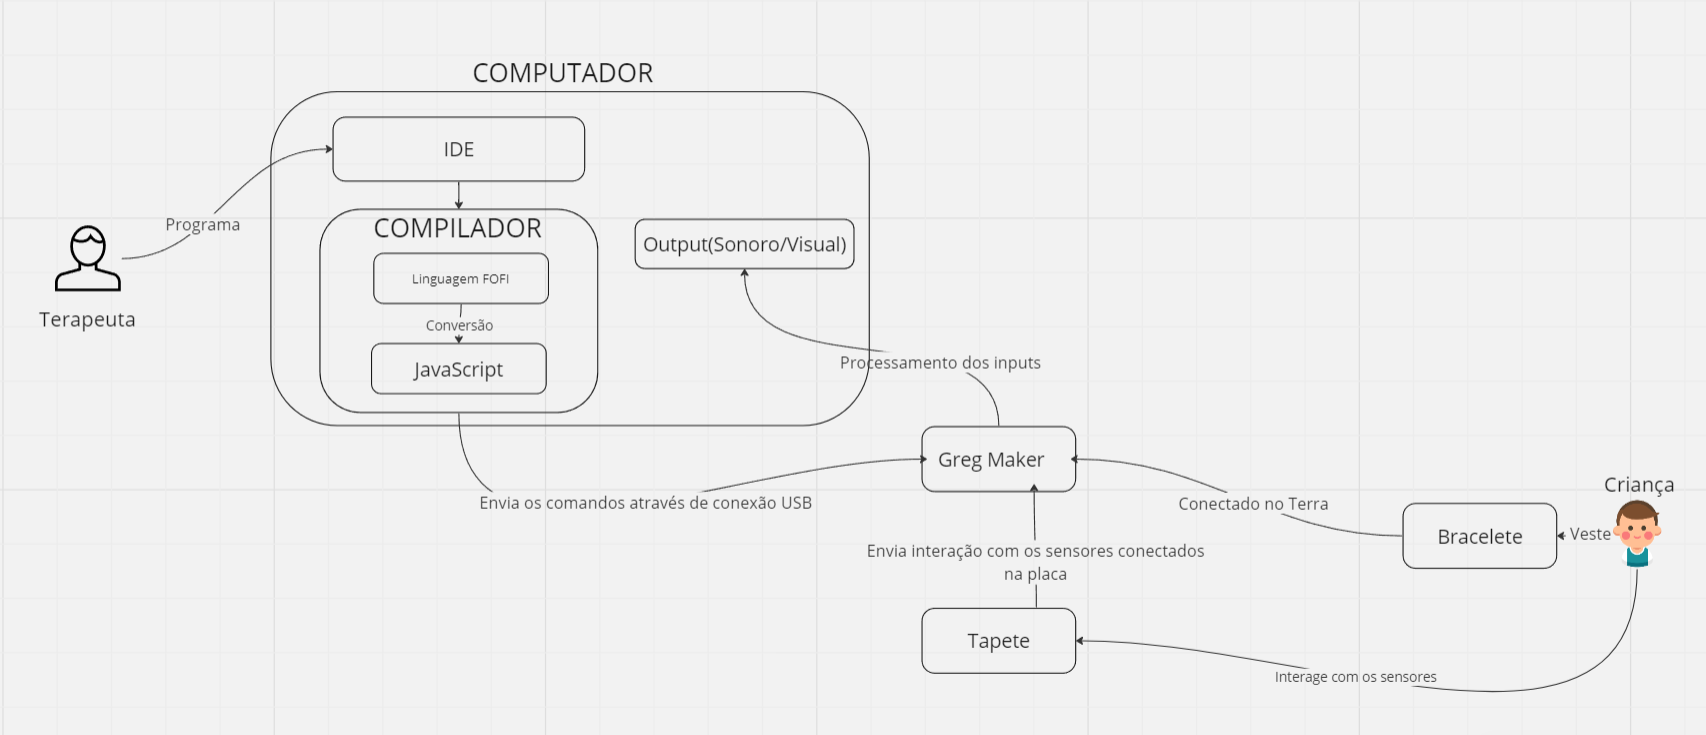 COMPUTADOR
IDE
Programa
COMPILADOR
Output(Sonoro/Visual)
Linguagem FOFI
Terapeuta
Conversão
JavaScript
Processamento dos inputs
Greg Maker
Criança
Envia os comandos através de conexão USB
Conectado no Terra
Bracelete
Veste
Envia interação com os sensores conectados
na placa
Tapete
Interage com os sensores